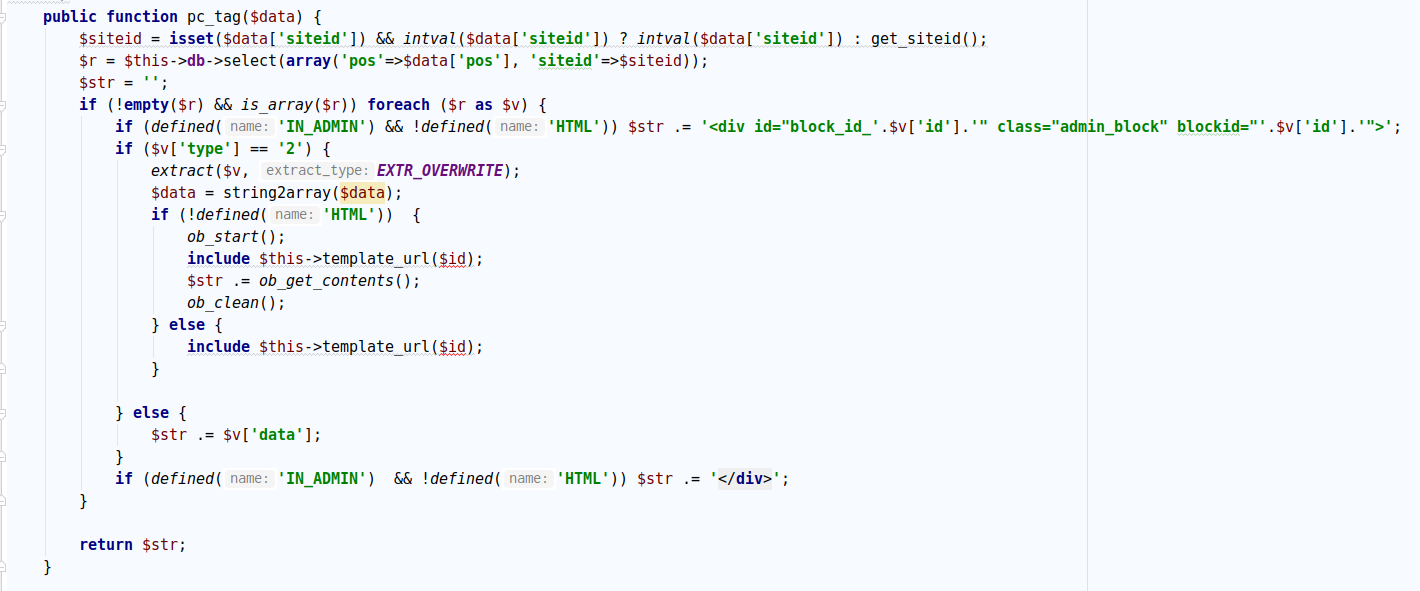 public function pc_tag($data) {
$siteid = isset($data['siteid']) && intval($data['siteid']) ? intval($data['siteid']) : get_siteid();
$r = $this->db->select(array('pos'=>$data['pos'], 'siteid'=>$siteid));
$str = '';
if (!empty($r) && is_array($r)) foreach ($r as $v) {
if (defined( name: 'IN_ADMIN') && !defined( name: 'HTML')) $str .= '<div id="block_id_'.$v['id'].'" class="admin_block" blockid="'.$v['id'].'">';
if ($v['type'] == '2') {
extract($v, extract_type: EXTR_OVERWRITE);
$data = string2array($data);
if (!defined( name: 'HTML'))  {
ob_start();
include $this->template_url($id);
$str .= ob_get_contents();
ob_clean();
} else {
include $this->template_url($id);
}
} else {
$str .= $v['data'];
}
if (defined( name: 'IN_ADMIN')  && !defined( name: 'HTML')) $str .= '</div>';
}
return $str;
}